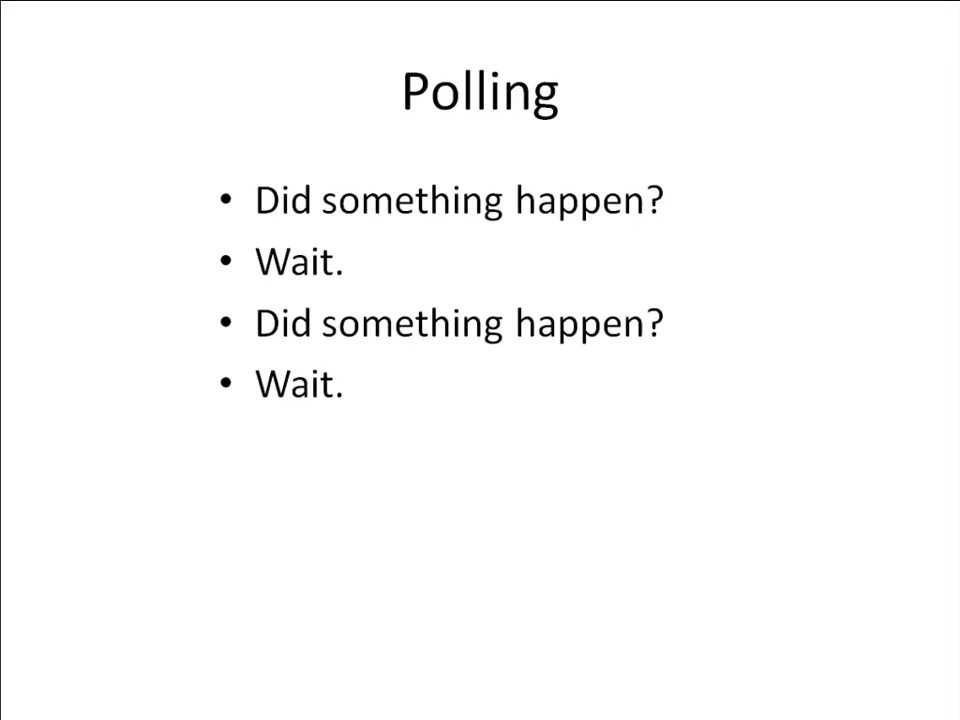 Polling
• Did something happen?
• Wait.
• Did something happen?
• Wait.